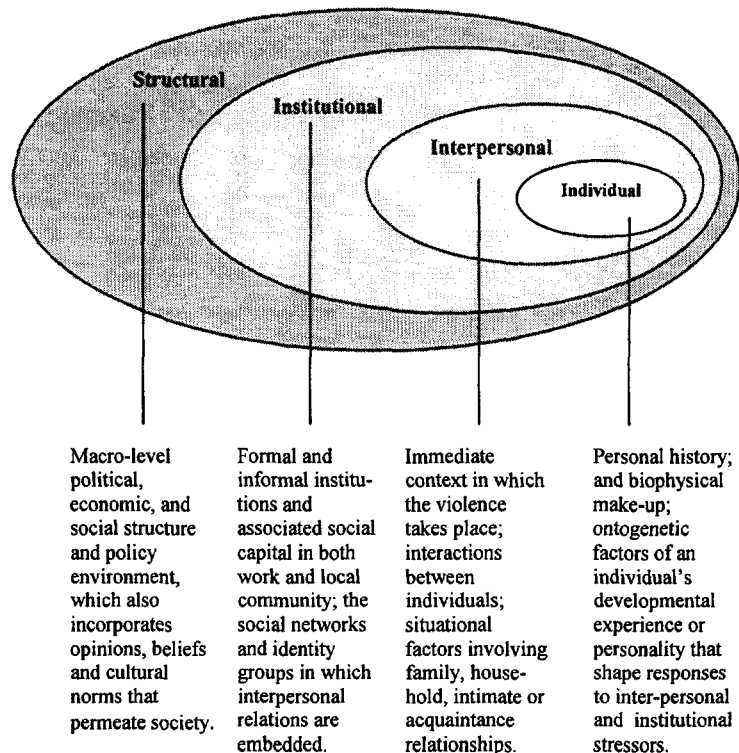 Structural
Institutional
Interpersonal
Individual
Macro-level
political,
economic, and
social structure
and policy
environment,
which also
incorporates
opinions, beliefs
and cultural
norms that
permeate society.
Formal and
informal institu-
tions and
associated social
capital in both
work and local
community; the
social networks
and identity
groups in which
interpersonal
relations are
embedded.
Immediate
context in which
the violence
takes place;
interactions
between
individuals;
situational
factors involving
family, house-
hold, intimate or
acquaintance
relationships.
Personal history;
and biophysical
make-up;
ontogenetic
factors of an
individual's
developmental
experience or
personality that
shape responses
to inter-personal
and institutional
stressors.